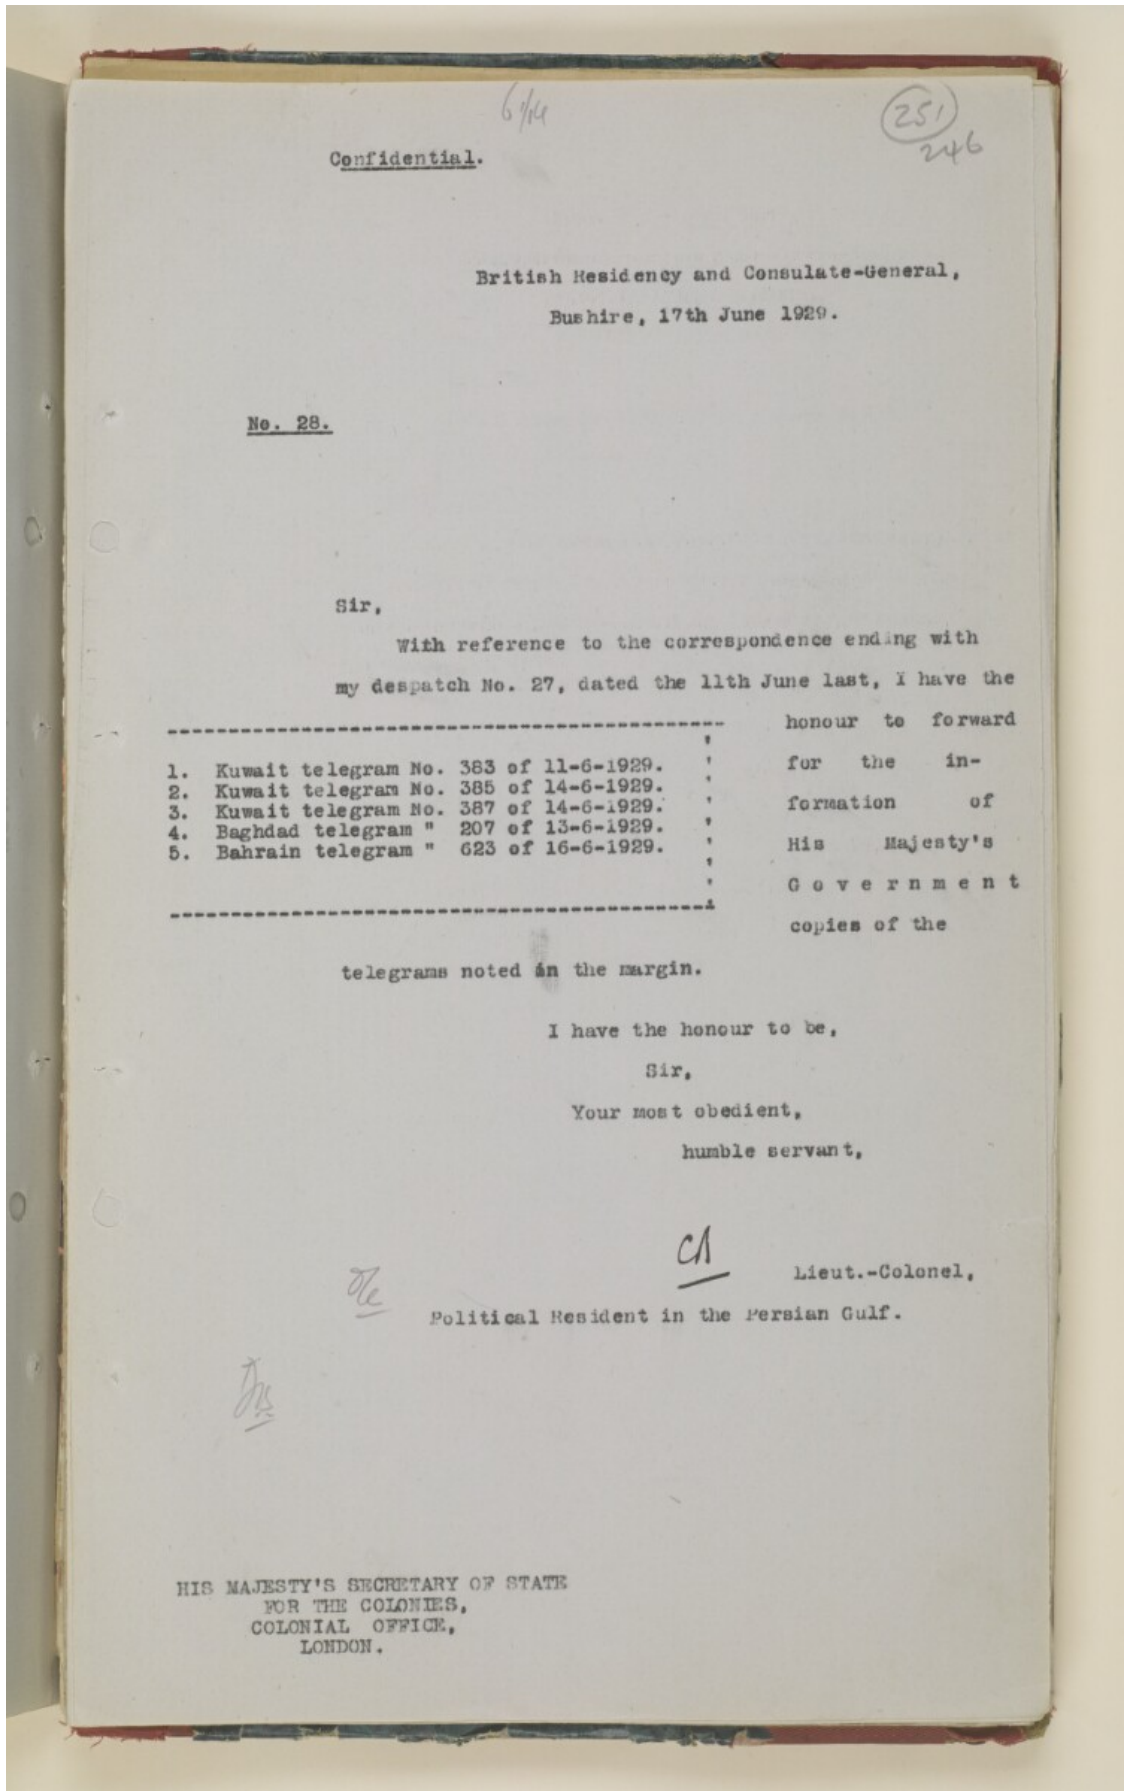 6/14
251
246
Confidential.
British Residency and Consulate-General,
Bushire, 17th June 1929.
No. 28.
Sir,
With reference to the correspondence ending with
my despatch No. 27, dated the 11th June last, I have the
honour to forward
for the in-
formation of
His Majesty's
Government
copies of the
1. Kuwait telegram No. 383 of 11-6-1929.
2. Kuwait telegram No. 385 of 14-6-1929.
3. Kuwait telegram No. 387 of 14-6-1929.
4. Baghdad telegram " 207 of 13-6-1929.
5. Bahrain telegram " 623 of 16-6-1929.
telegrams noted in the margin.
I have the honour to be,
Sir,
Your most obedient,
humble servant,
Lieut.-Colonel,
Political Resident in the Persian Gulf.
HIS MAJESTY'S SECRETARY OF STATE
FOR THE COLONIES,
COLONIAL OFFICE,
LONDON.